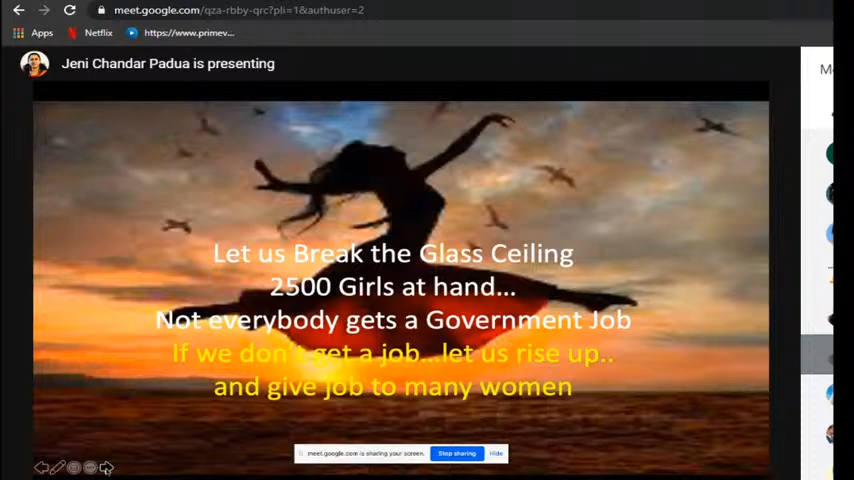 meet.google.com/qza-rbby-qrc?pli=1&authuser=2
Apps Netflix https://www.primev...
Jeni Chandar Padua is presenting
Let us Break the Glass Ceiling
2500 Girls at hand...
Not everybody gets a Government Job
If we don't get a job...let us rise up..
and give job to many women
meet.google.com is sharing your screen. Stop sharing Hide